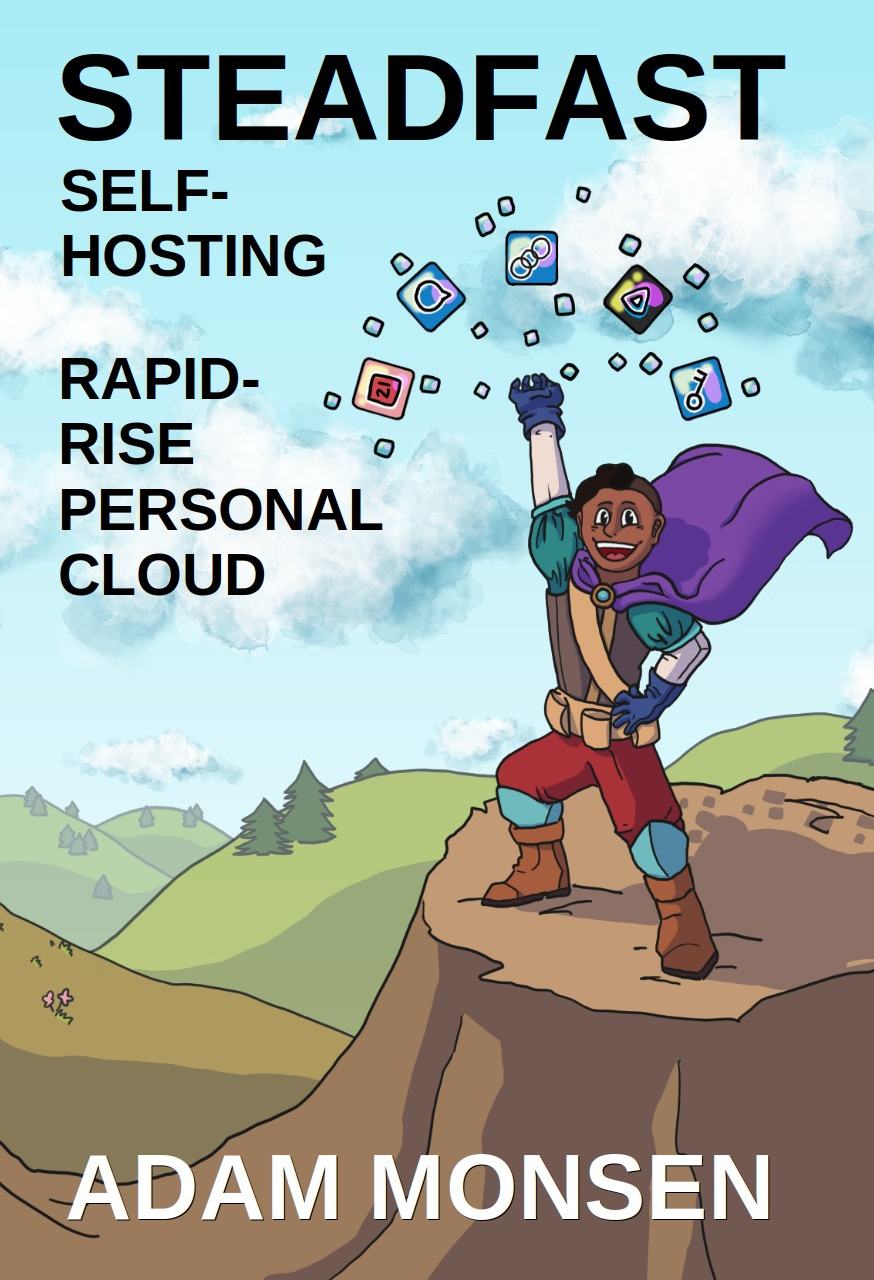 STEADFAST
SELF-
HOSTING
RAPID-
RISE
PERSONAL
CLOUD
ADAM MONSEN